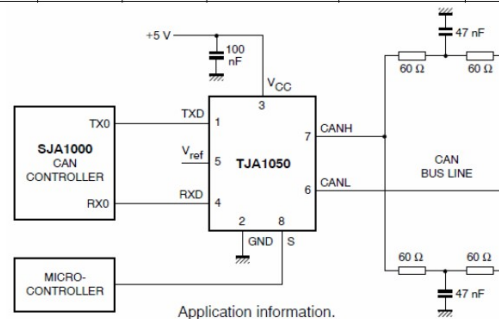 +5 V
100
nF
47 nF
60 Ω
60 Ω
VCC
3
SJA1000
CAN
CONTROLLER
TX0
RX0
TXD
1
Vref
5
RXD
4
TJA1050
7
CANH
6
CANL
CAN
BUS LINE
2
GND
8
S
MICRO-
CONTROLLER
60 Ω
60 Ω
47 nF
Application information.